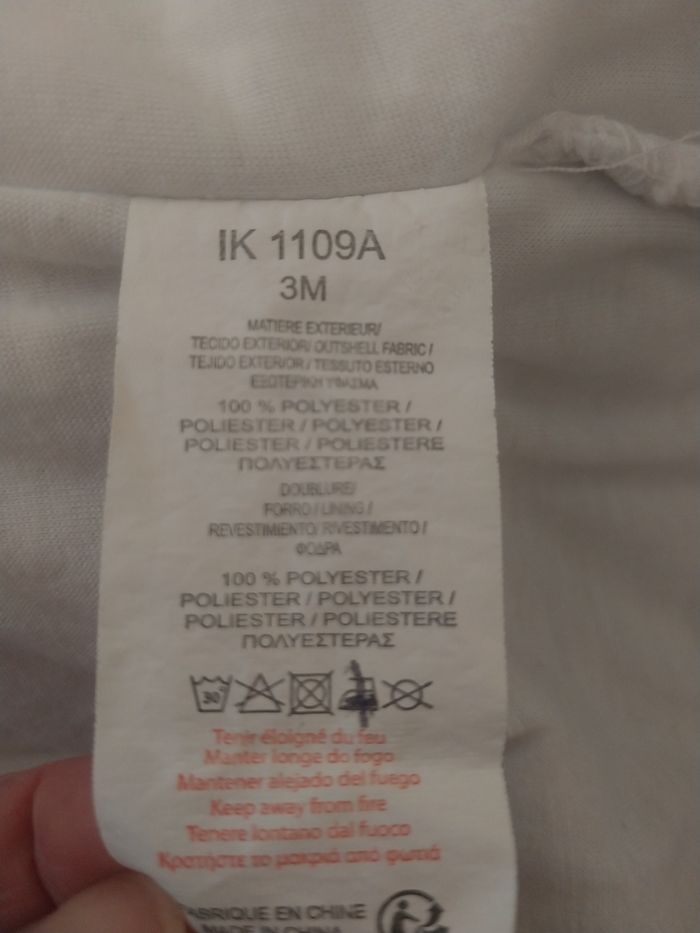 IK 1109A
3M
MATIERE EXTERIEUR/
TECIDO EXTERIOR/ OUTSHELL FABRIC /
TEJIDO EXTERIOR / TESSUTO ESTERNO
ΕΞΩΤΕΡΙΚΗ ΥΦΑΣΜΑ
100 % POLYESTER /
POLIESTER / POLYESTER /
POLIESTER / POLIESTERE
ΠΟΛΥΕΣΤΕΡΑΣ
DOUBLURE/
FORRO / LINING /
REVESTIMIENTO/ RIVESTIMENTO /
ΦΟΔΡΑ
100 % POLYESTER /
POLIESTER / POLYESTER /
POLIESTER / POLIESTERE
ΠΟΛΥΕΣΤΕΡΑΣ
30°
Tenir éloigné du feu
Manter longe do fogo
Mantener alejado del fuego
Keep away from fire
Tenere lontano dal fuoco
Κρατήστε το μακριά από φωτιά
FABRIQUE EN CHINE
MADE IN CHINA